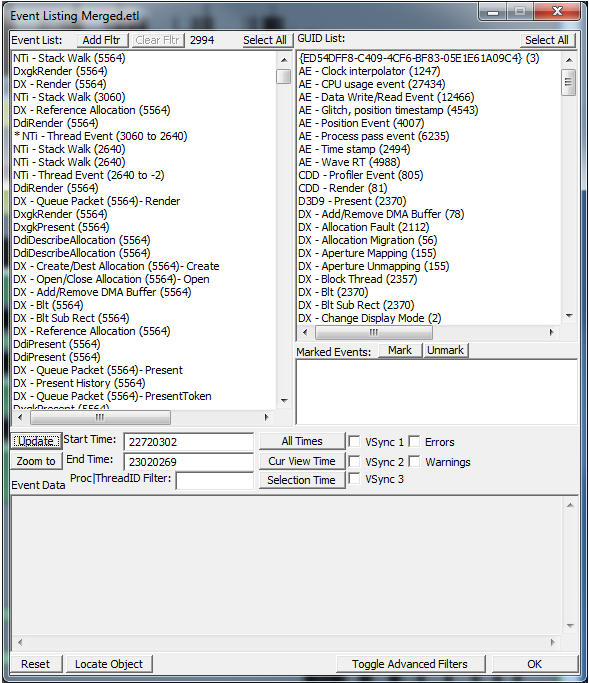 Event Listing Merged.etl
Event List:
Add Fltr
Clear Fltr
2994
Select All
NTi - Stack Walk (5564)
DxgkRender (5564)
DX - Render (5564)
NTi - Stack Walk (3060)
DX - Reference Allocation (5564)
DdiRender (5564)
* NTi - Thread Event (3060 to 2640)
NTi - Stack Walk (2640)
NTi - Stack Walk (2640)
NTi - Thread Event (2640 to -2)
DdiRender (5564)
DX - Queue Packet (5564)- Render
DxgkRender (5564)
DxgkPresent (5564)
DdiDescribeAllocation (5564)
DdiDescribeAllocation (5564)
DX - Create/Dest Allocation (5564)- Create
DX - Open/Close Allocation (5564)- Open
DX - Add/Remove DMA Buffer (5564)
DX - Blt (5564)
DX - Blt Sub Rect (5564)
DX - Reference Allocation (5564)
DdiPresent (5564)
DdiPresent (5564)
DX - Queue Packet (5564)- Present
DX - Present History (5564)
DX - Queue Packet (5564)- PresentToken
DxgkPresent (5564)
GUID List:
Select All
{ED54DFF8-C409-4CF6-BF83-05E1E61A09C4} (3)
AE - Clock interpolator (1247)
AE - CPU usage event (27434)
AE - Data Write/Read Event (12466)
AE - Glitch, position timestamp (4543)
AE - Position Event (4007)
AE - Process pass event (6235)
AE - Time stamp (2494)
AE - Wave RT (4988)
CDD - Profiler Event (805)
CDD - Render (81)
D3D9 - Present (2370)
DX - Add/Remove DMA Buffer (78)
DX - Allocation Fault (2112)
DX - Allocation Migration (56)
DX - Aperture Mapping (155)
DX - Aperture Unmapping (155)
DX - Block Thread (2357)
DX - Blt (2370)
DX - Blt Sub Rect (2370)
DX - Change Display Mode (2)
Marked Events:
Mark
Unmark
Update
Start Time:
22720302
All Times
VSync 1
Errors
Zoom to
End Time:
23020269
Cur View Time
VSync 2
Warnings
Event Data
Proc|ThreadID Filter:
Selection Time
VSync 3
Reset
Locate Object
Toggle Advanced Filters
OK